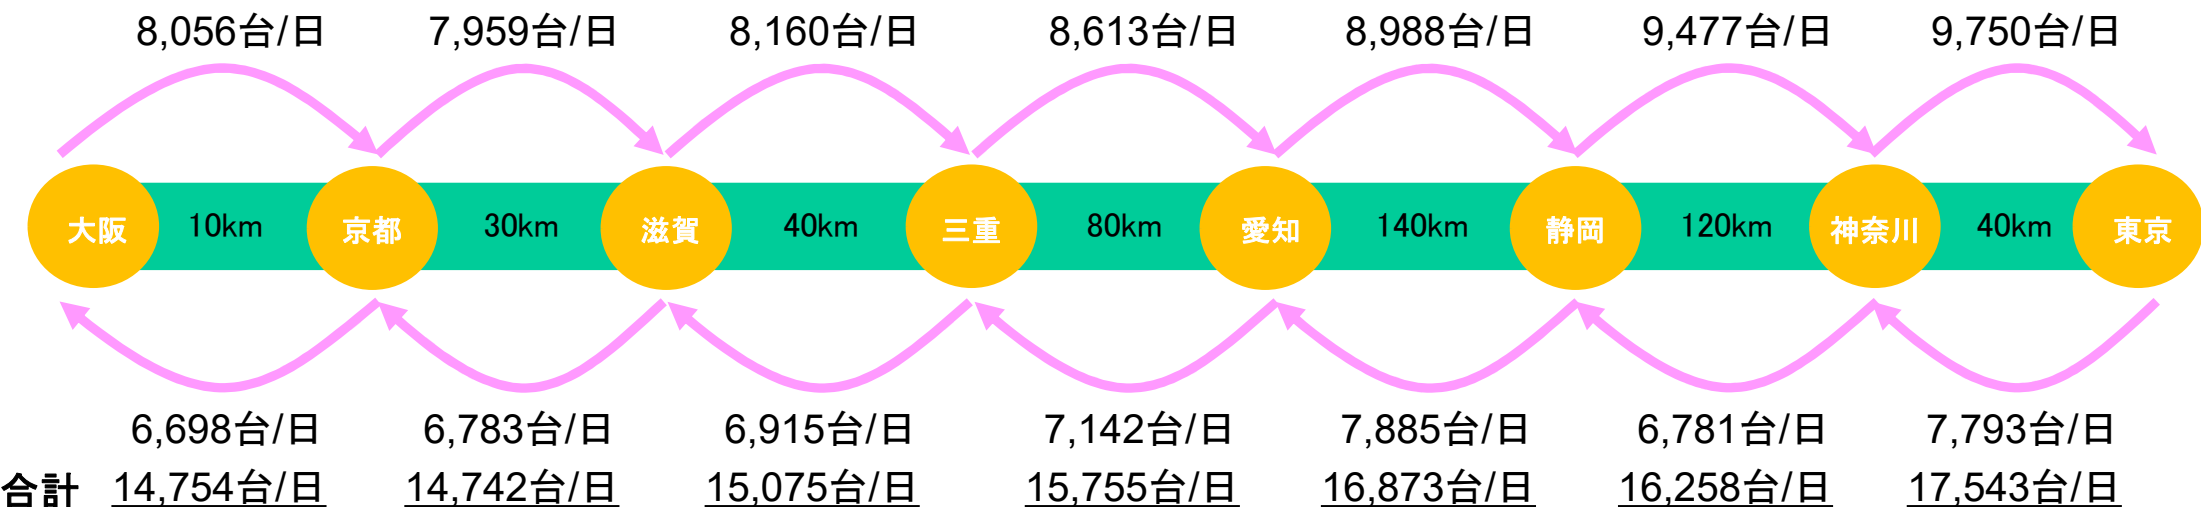 8,056台/日 7,959台/日 8,160台/日 8,613台/日 8,988台/日 9,477台/日 9,750台/日
大阪 10km 京都 30km 滋賀 40km 三重 80km 愛知 140km 静岡 120km 神奈川 40km 東京
6,698台/日 6,783台/日 6,915台/日 7,142台/日 7,885台/日 6,781台/日 7,793台/日
合計 14,754台/日 14,742台/日 15,075台/日 15,755台/日 16,873台/日 16,258台/日 17,543台/日